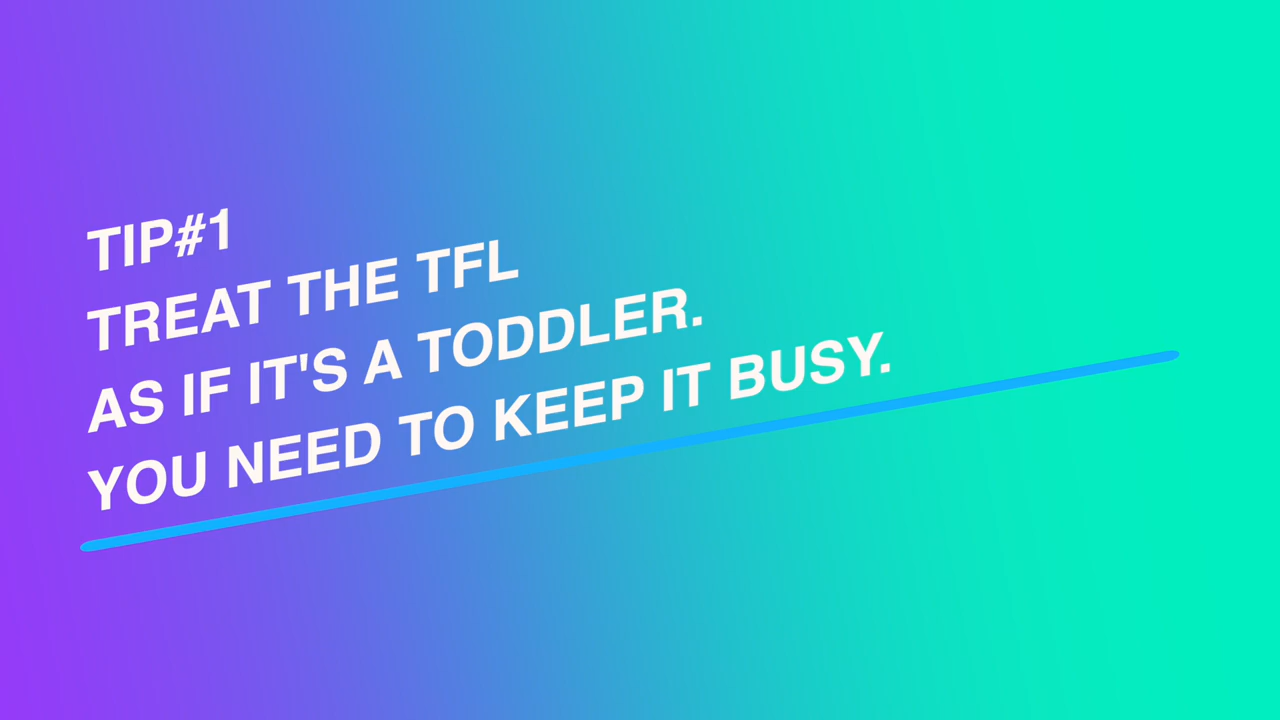 TIP#1
TREAT THE TFL
AS IF IT'S A TODDLER.
YOU NEED TO KEEP IT BUSY.